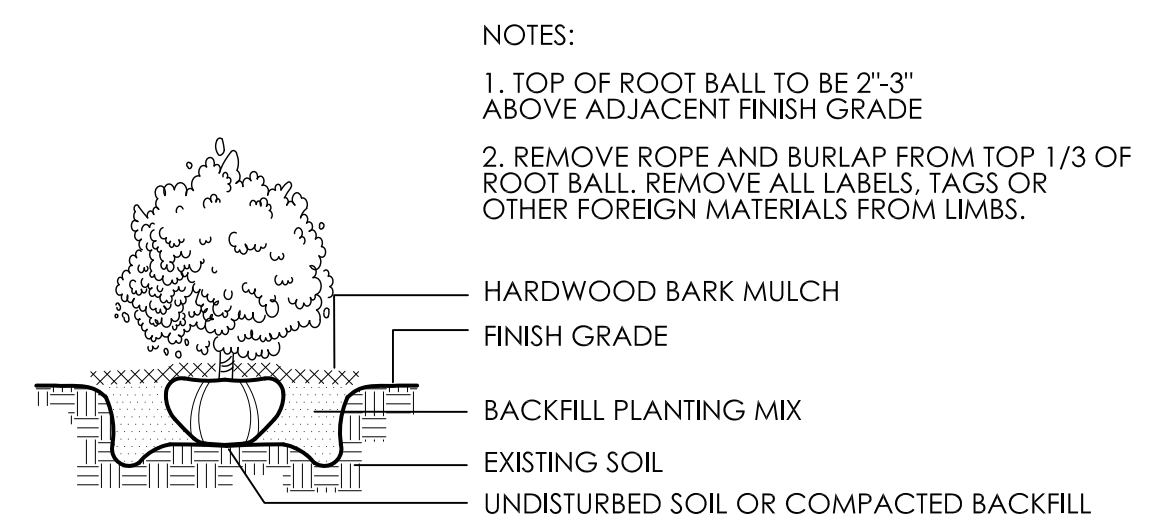 NOTES:
1. TOP OF ROOT BALL TO BE 2"-3"
ABOVE ADJACENT FINISH GRADE
2. REMOVE ROPE AND BURLAP FROM TOP 1/3 OF
ROOT BALL. REMOVE ALL LABELS, TAGS OR
OTHER FOREIGN MATERIALS FROM LIMBS.
HARDWOOD BARK MULCH
FINISH GRADE
BACKFILL PLANTING MIX
EXISTING SOIL
UNDISTURBED SOIL OR COMPACTED BACKFILL